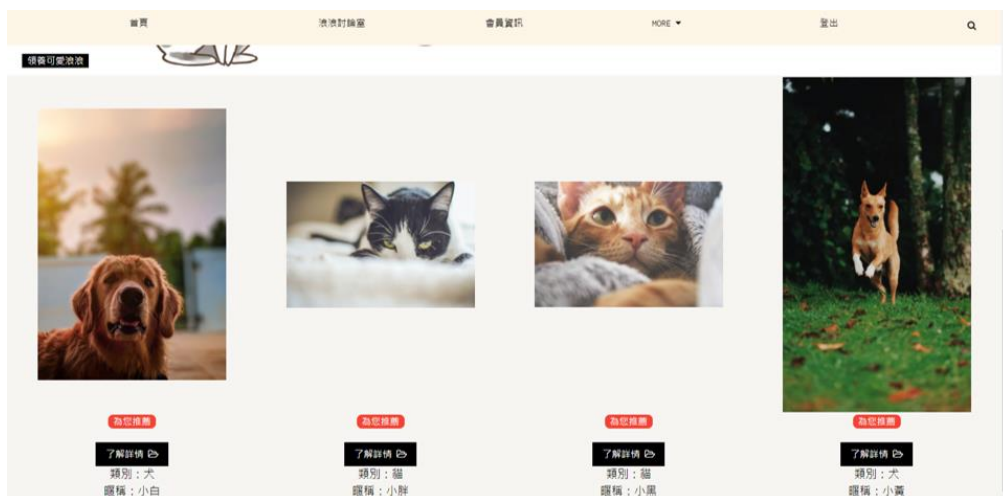 首頁 浪浪討論室 會員資訊 MORE 登出
領養可愛浪浪
為您推薦 為您推薦 為您推薦 為您推薦
了解詳情 了解詳情 了解詳情 了解詳情
類別：犬 類別：貓 類別：貓 類別：犬
暱稱：小白 暱稱：小胖 暱稱：小黑 暱稱：小黃